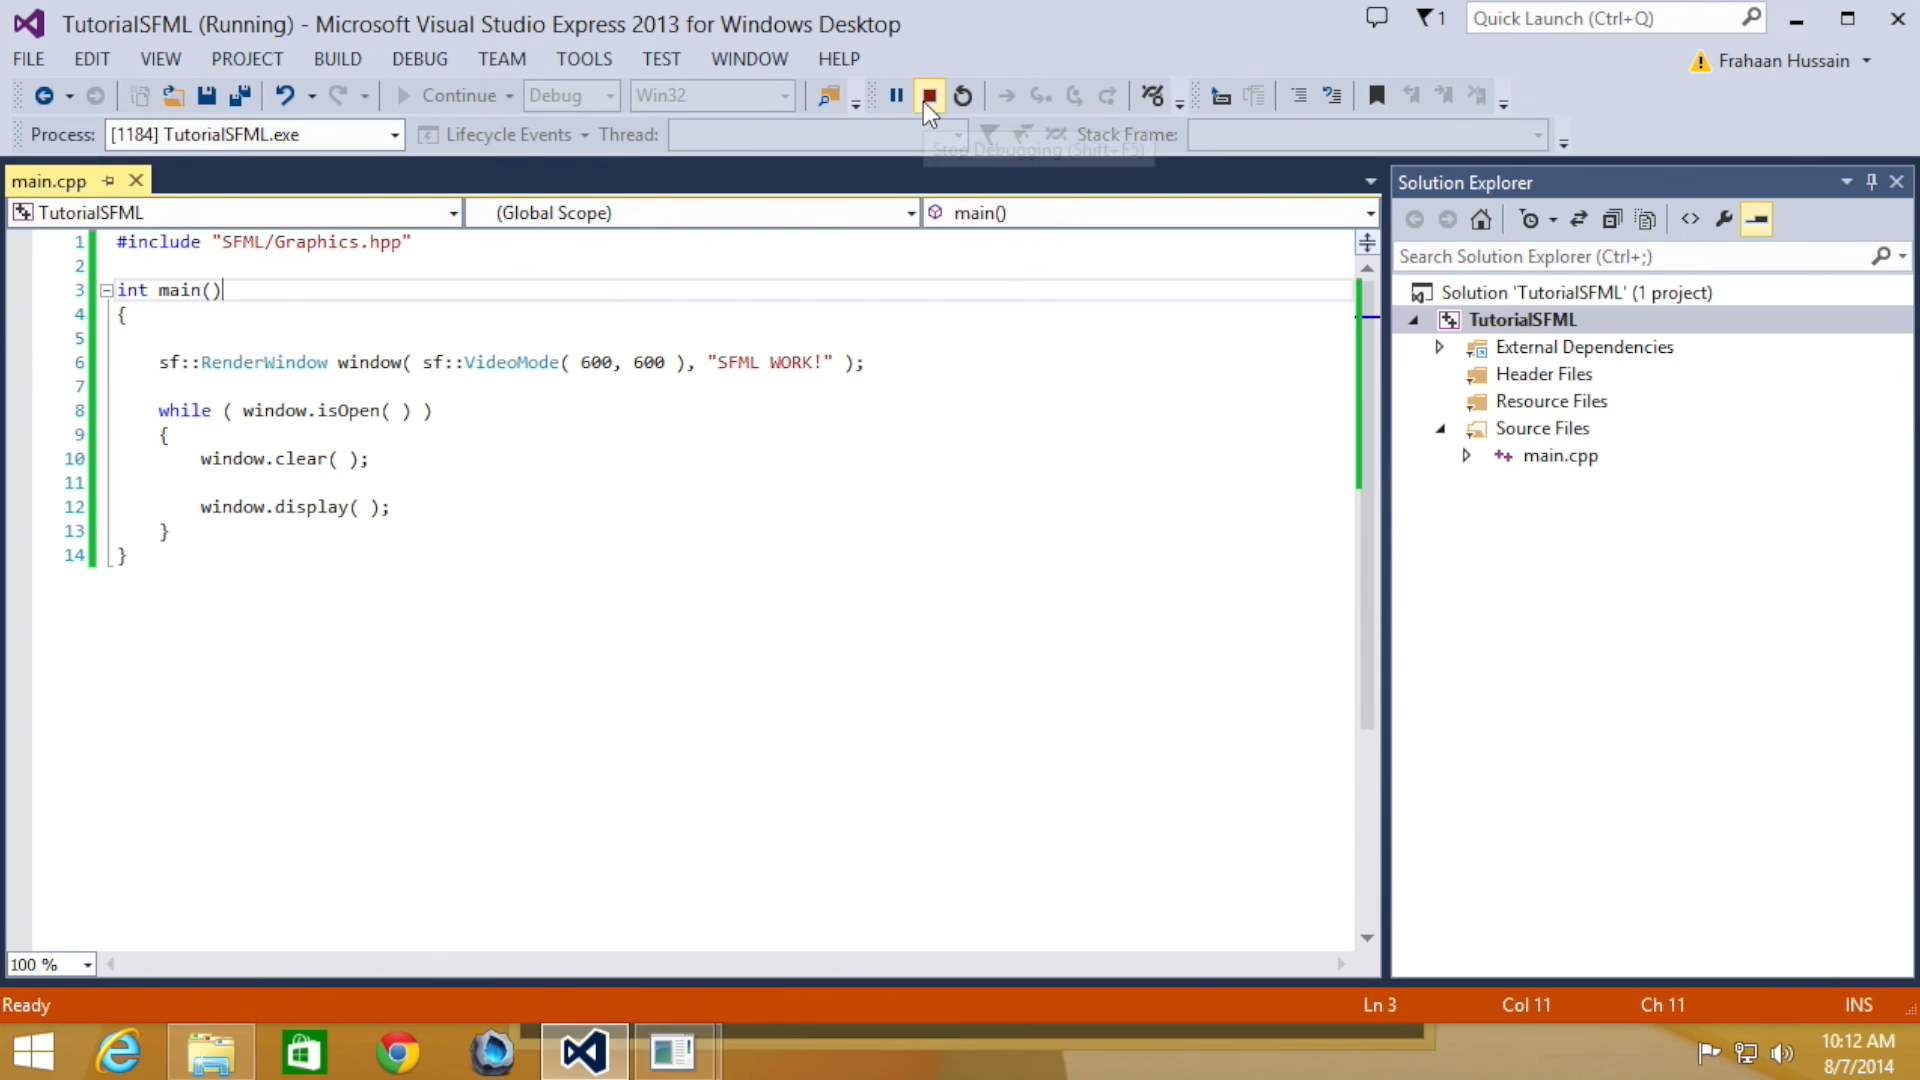 TutorialSFML (Running) - Microsoft Visual Studio Express 2013 for Windows Desktop
1
Quick Launch (Ctrl+Q)
FILE EDIT VIEW PROJECT BUILD DEBUG TEAM TOOLS TEST WINDOW HELP
Frahaan Hussain
Continue Debug Win32
Process: [1184] TutorialSFML.exe Lifecycle Events Thread: Stack Frame:
Stop Debugging (Shift+F5)
main.cpp
TutorialSFML (Global Scope) main()
1 #include "SFML/Graphics.hpp"
2
3 int main()
4 {
5
6 sf::RenderWindow window( sf::VideoMode( 600, 600 ), "SFML WORK!" );
7
8 while ( window.isOpen( ) )
9 {
10 window.clear( );
11
12 window.display( );
13 }
14 }
100 %
Solution Explorer
Search Solution Explorer (Ctrl+;)
Solution 'TutorialSFML' (1 project)
TutorialSFML
External Dependencies
Header Files
Resource Files
Source Files
main.cpp
Ready Ln 3 Col 11 Ch 11 INS
10:12 AM
8/7/2014